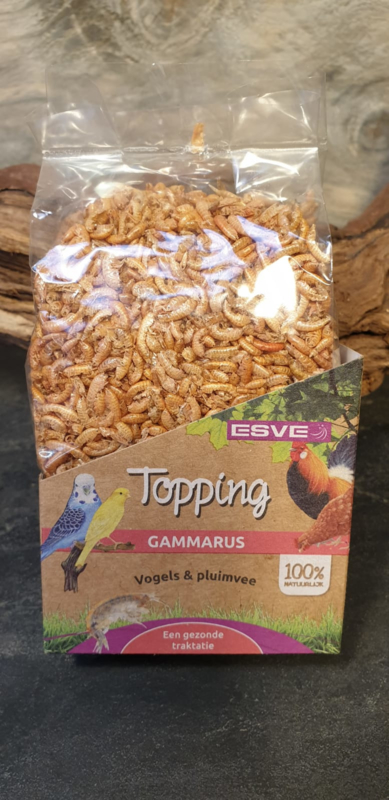 ESVE
Topping
GAMMARUS
Vogels & pluimvee
100%
NATUURLIJK
Een gezonde
traktatie